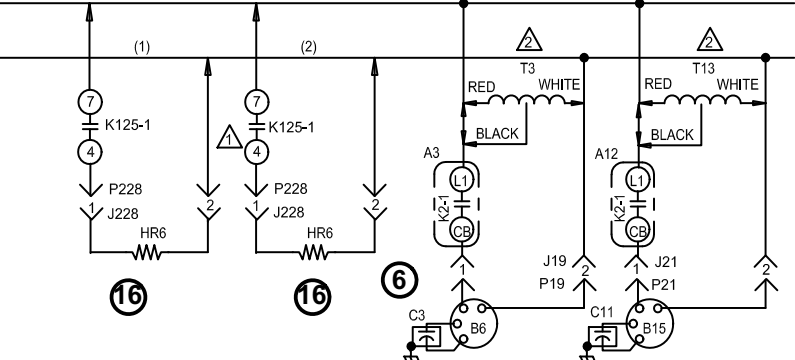 (1)
(2)
2
2
T3
T13
RED
WHITE
RED
WHITE
7
7
K125-1
K125-1
1
BLACK
BLACK
4
4
A3
A12
L1
L1
P228
P228
K2-1
K2-1
1
2
1
2
J228
J228
CB
CB
HR6
HR6
J19
J21
1
2
1
2
16
16
6
P19
P21
C3
B6
C11
B15